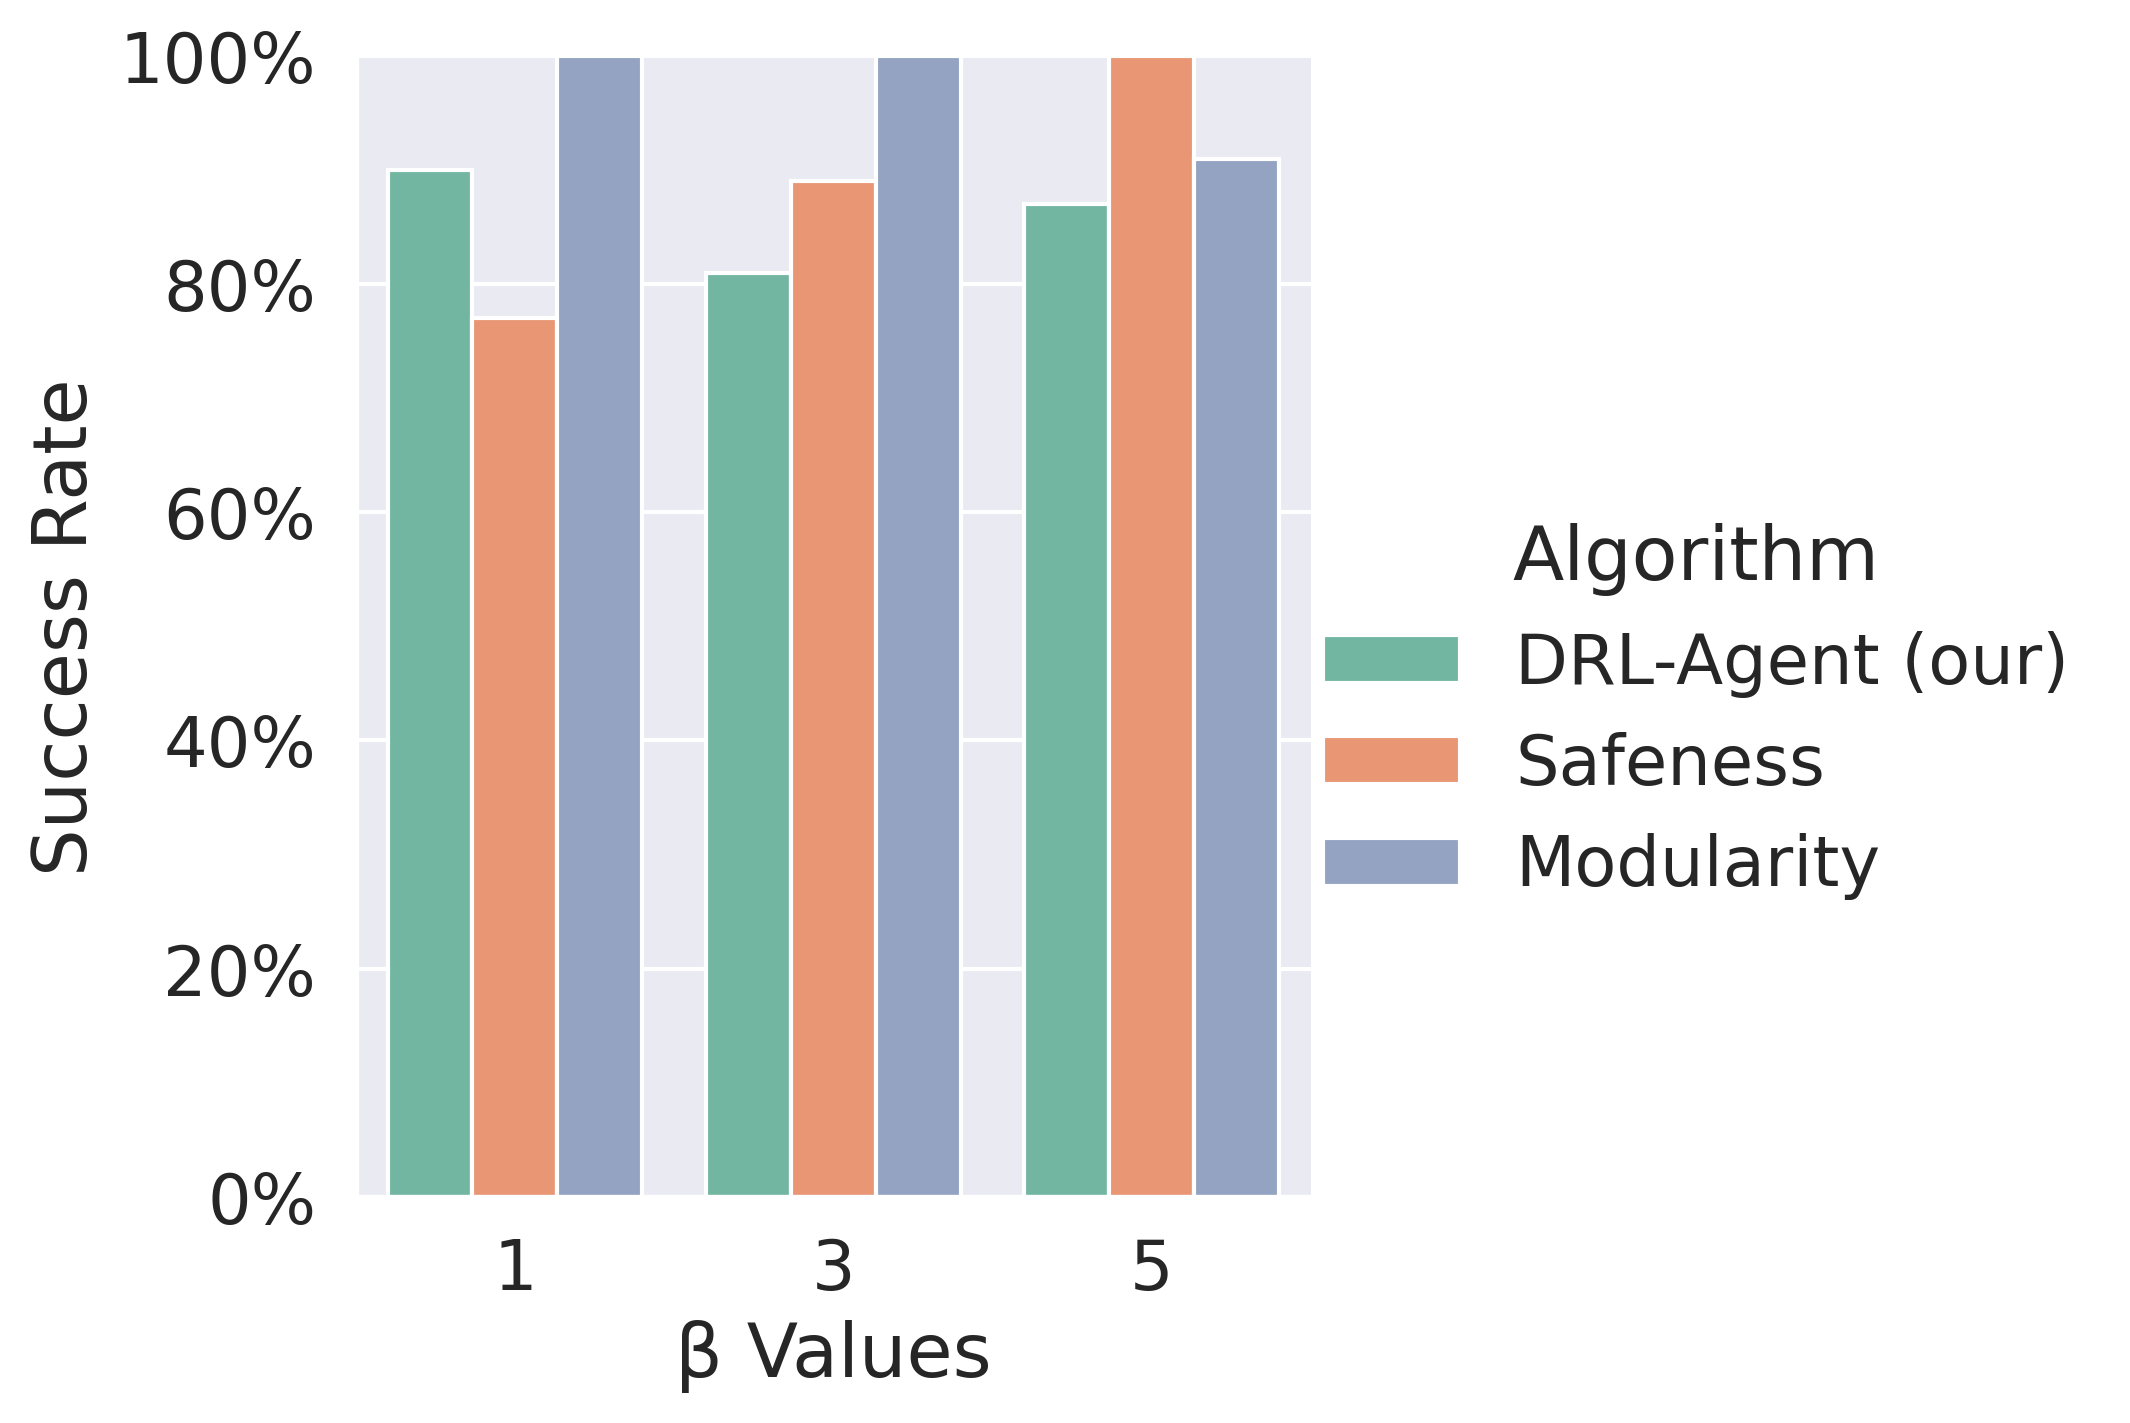 100%
80%
60%
40%
20%
0%
Success Rate
1 3 5
β Values
Algorithm
DRL-Agent (our)
Safeness
Modularity